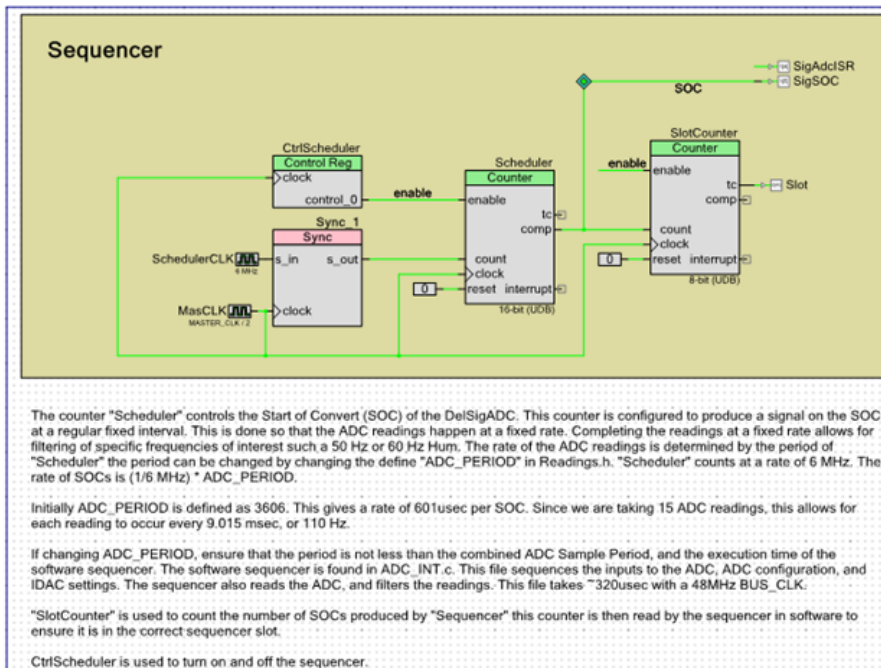 Sequencer
SigAdcISR
SigSOC
SOC
CtrlScheduler
Control Reg
clock
control_0
enable
Scheduler
Counter
enable
tc
comp
count
clock
reset interrupt
0
16-bit (UDB)
SlotCounter
Counter
enable
enable
tc
comp
Slot
count
clock
reset interrupt
0
8-bit (UDB)
Sync_1
Sync
SchedulerCLK
6 MHz
s_in s_out
MasCLK
MASTER_CLK / 2
clock
The counter "Scheduler" controls the Start of Convert (SOC) of the DelSigADC. This counter is configured to produce a signal on the SOC
at a regular fixed interval. This is done so that the ADC readings happen at a fixed rate. Completing the readings at a fixed rate allows for
filtering of specific frequencies of interest such a 50 Hz or 60 Hz Hum. The rate of the ADC readings is determined by the period of
"Scheduler" the period can be changed by changing the define "ADC_PERIOD" in Readings.h. "Scheduler" counts at a rate of 6 MHz. The
rate of SOCs is (1/6 MHz) * ADC_PERIOD.
Initially ADC_PERIOD is defined as 3606. This gives a rate of 601usec per SOC. Since we are taking 15 ADC readings, this allows for
each reading to occur every 9.015 msec, or 110 Hz.
If changing ADC_PERIOD, ensure that the period is not less than the combined ADC Sample Period, and the execution time of the
software sequencer. The software sequencer is found in ADC_INT.c. This file sequences the inputs to the ADC, ADC configuration, and
IDAC settings. The sequencer also reads the ADC, and filters the readings. This file takes ~320usec with a 48MHz BUS_CLK.
"SlotCounter" is used to count the number of SOCs produced by "Sequencer" this counter is then read by the sequencer in software to
ensure it is in the correct sequencer slot.
CtrlScheduler is used to turn on and off the sequencer.